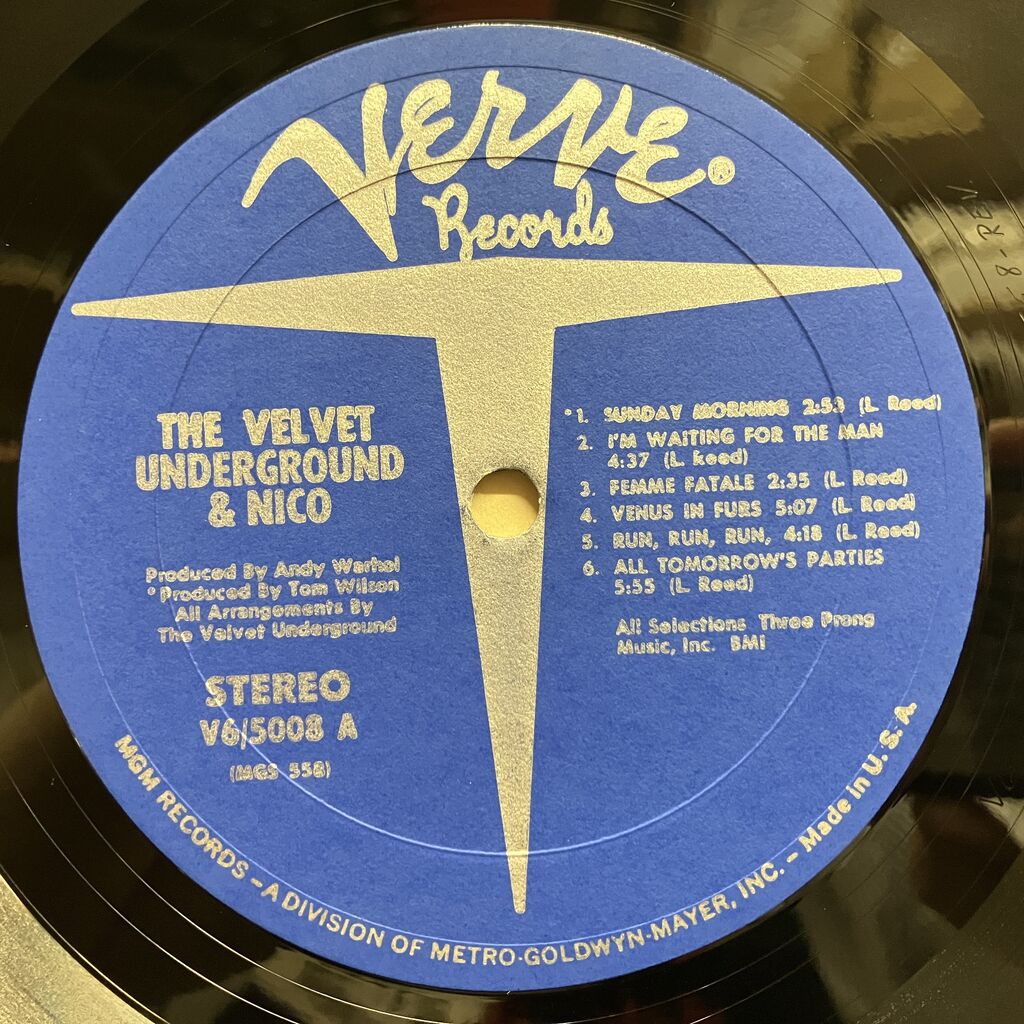 VERVE®
Records
THE VELVET
UNDERGROUND
& NICO
Produced By Andy Warhol
*Produced By Tom Wilson
All Arrangements By
The Velvet Underground
STEREO
V6/5008 A
(MGS 558)
*1. SUNDAY MORNING 2:53 (L. Reed)
2. I'M WAITING FOR THE MAN
4:37 (L. Reed)
3. FEMME FATALE 2:35 (L. Reed)
4. VENUS IN FURS 5:07 (L. Reed)
5. RUN, RUN, RUN, 4:18 (L. Reed)
6. ALL TOMORROW'S PARTIES
5:55 (L. Reed)
All Selections Three Prong
Music, Inc. BMI
MGM RECORDS – A DIVISION OF METRO-GOLDWYN-MAYER, INC. – Made in U. S. A.
8-REV